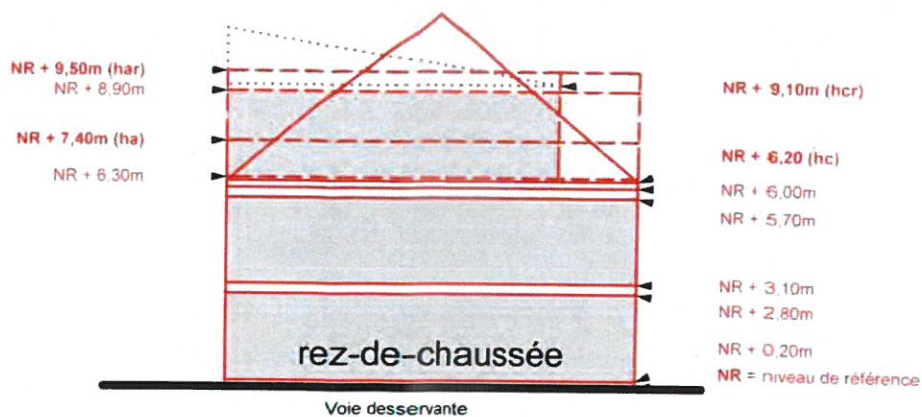 NR + 9,50m (har)
NR + 8,90m
NR + 7,40m (ha)
NR + 6,30m
NR + 9,10m (hcr)
NR + 6,20 (hc)
NR + 6,00m
NR + 5,70m
NR + 3,10m
NR + 2,80m
NR + 0,20m
NR = niveau de référence
rez-de-chaussée
Voie desservante